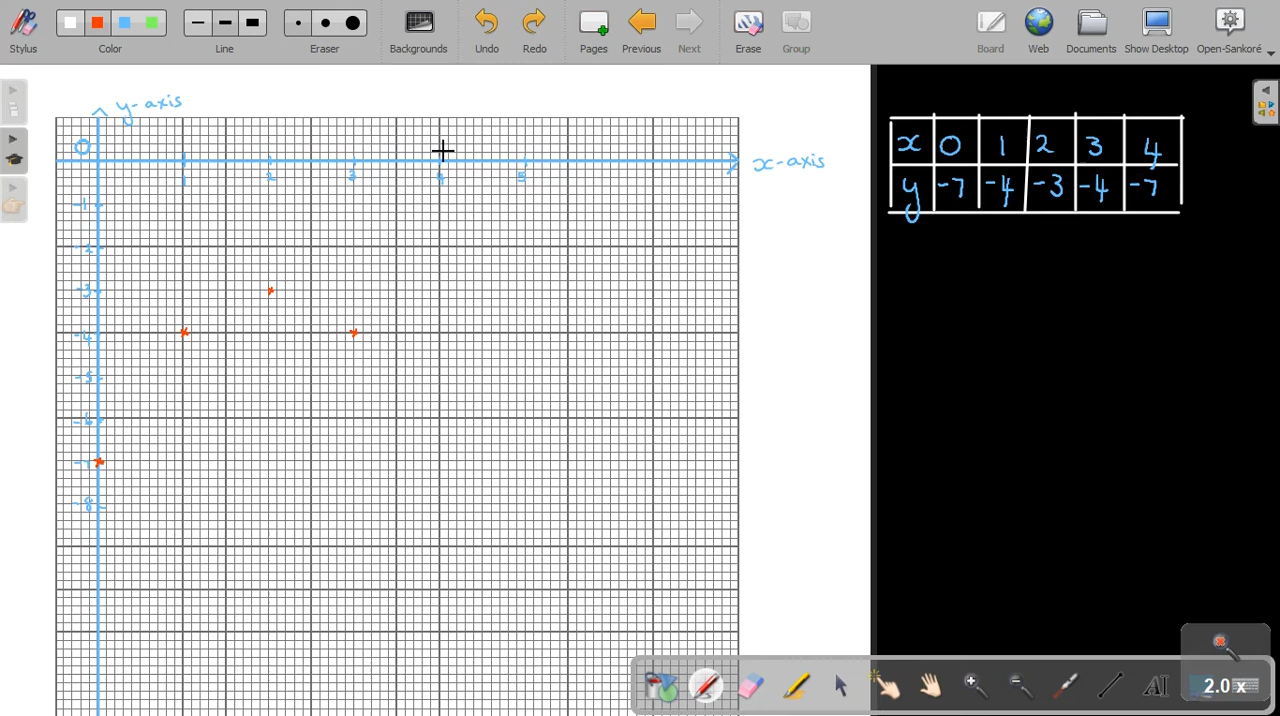 Stylus Color Line Eraser Backgrounds Undo Redo Pages Previous Next Erase Group Board Web Documents Show Desktop Open-Sankoré
y-axis
0
x-axis
1 2 3 4 5
-1
-2
-3
-4
-5
-6
-7
-8
x 0 1 2 3 4
y -7 -4 -3 -4 -7
AI 2.0 x